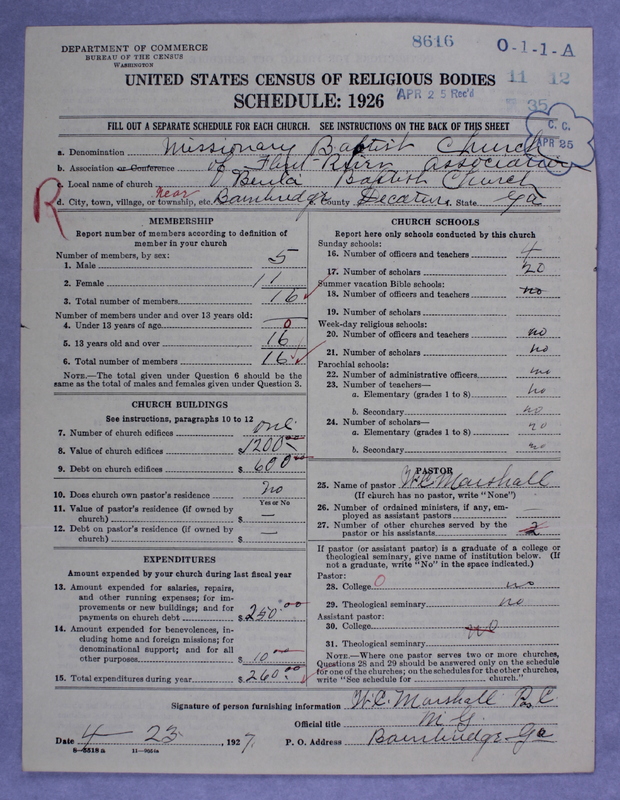 DEPARTMENT OF COMMERCE
BUREAU OF THE CENSUS
WASHINGTON
8616
O-1-1-A
11 12
35
APR 25 Rec'd
C. C.
APR 25
UNITED STATES CENSUS OF RELIGIOUS BODIES
SCHEDULE: 1926
FILL OUT A SEPARATE SCHEDULE FOR EACH CHURCH. SEE INSTRUCTIONS ON THE BACK OF THIS SHEET
a. Denomination Missionary Baptist Church
b. Association or Conference of Flint River association
c. Local name of church Beula Baptist Church
R
d. City, town, village, or township, etc. near Bainbridge County Decatur State Ga
MEMBERSHIP
Report number of members according to definition of
member in your church
Number of members, by sex:
1. Male 5
2. Female 11
3. Total number of members 16
Number of members under and over 13 years old:
4. Under 13 years of age 0
5. 13 years old and over 16
6. Total number of members 16
NOTE.—The total given under Question 6 should be
same as the total of males and females given under Question 3.
CHURCH BUILDINGS
See instructions, paragraphs 10 to 12
7. Number of church edifices one
8. Value of church edifices $1200.00
9. Debt on church edifices $600.00
10. Does church own pastor's residence no
Yes or No
11. Value of pastor's residence (if owned by
church) $ —
12. Debt on pastor's residence (if owned by
church) $ —
EXPENDITURES
Amount expended by your church during last fiscal year
13. Amount expended for salaries, repairs,
and other running expenses; for im-
provements or new buildings; and for
payments on church debt $250.00
14. Amount expended for benevolences, in-
cluding home and foreign missions; for
denominational support; and for all
other purposes $10
15. Total expenditures during year $260.00
CHURCH SCHOOLS
Report here only schools conducted by this church
Sunday schools:
16. Number of officers and teachers 4
17. Number of scholars 20
Summer vacation Bible schools:
18. Number of officers and teachers no
19. Number of scholars
Week-day religious schools:
20. Number of officers and teachers no
21. Number of scholars no
Parochial schools:
22. Number of administrative officers no
23. Number of teachers—
a. Elementary (grades 1 to 8) no
b. Secondary no
24. Number of scholars—
a. Elementary (grades 1 to 8) no
b. Secondary no
PASTOR
25. Name of pastor W.C. Marshall
(If church has no pastor, write "None")
26. Number of ordained ministers, if any, em-
ployed as assistant pastors
27. Number of other churches served by the
pastor or his assistants 2
If pastor (or assistant pastor) is a graduate of a college or
theological seminary, give name of institution below. (If
not a graduate, write "No" in the space indicated.)
Pastor:
28. College 0 no
29. Theological seminary no
Assistant pastor:
30. College no
31. Theological seminary
NOTE.—Where one pastor serves two or more churches,
Questions 28 and 29 should be answered only on the schedule
for one of the churches; on the schedules for the other churches,
write "See schedule for church."
Signature of person furnishing information W.C. Marshall
Official title M. G.
Date 4 23, 1927.
P. O. Address Bainbridge Ga
8-5518a 11-9554a